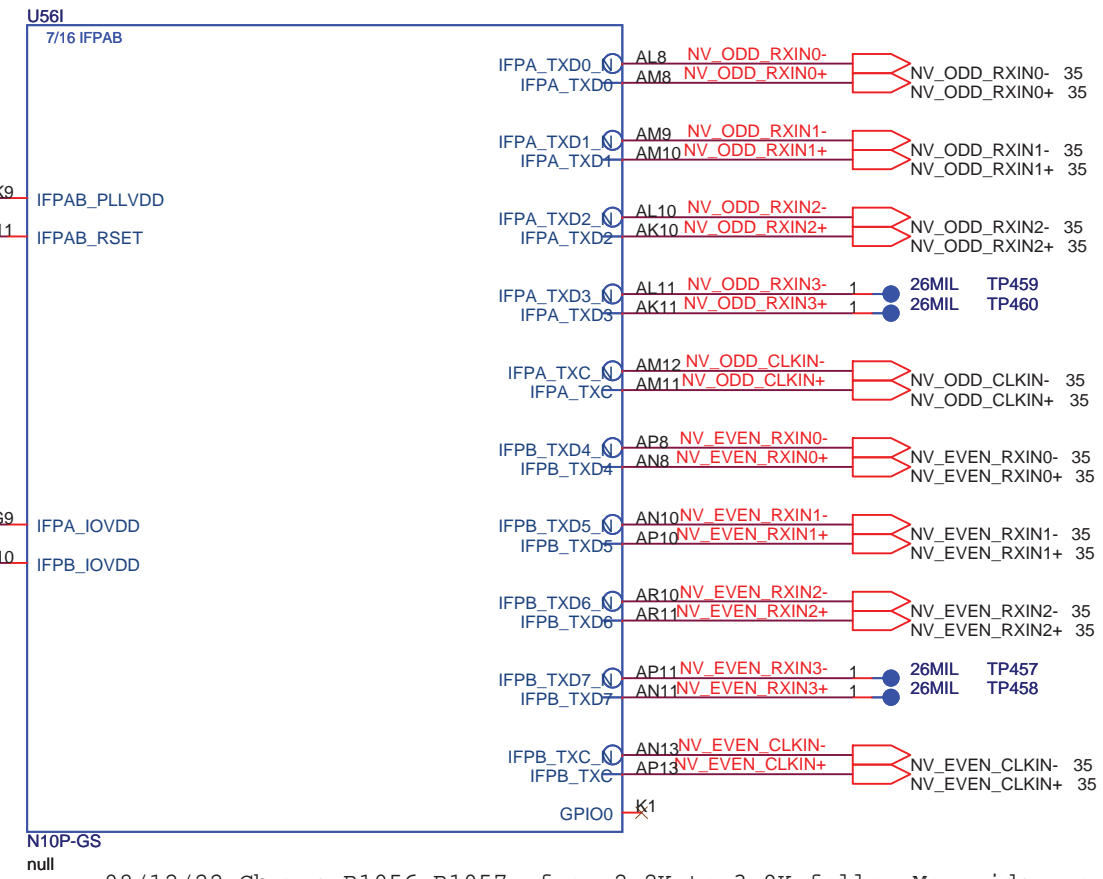 U56I
7/16 IFPAB
IFPA_TXD0_N AL8 NV_ODD_RXIN0- NV_ODD_RXIN0- 35
IFPA_TXD0 AM8 NV_ODD_RXIN0+ NV_ODD_RXIN0+ 35
IFPA_TXD1_N AM9 NV_ODD_RXIN1- NV_ODD_RXIN1- 35
IFPA_TXD1 AM10 NV_ODD_RXIN1+ NV_ODD_RXIN1+ 35
IFPAB_PLLVDD
IFPAB_RSET
IFPA_TXD2_N AL10 NV_ODD_RXIN2- NV_ODD_RXIN2- 35
IFPA_TXD2 AK10 NV_ODD_RXIN2+ NV_ODD_RXIN2+ 35
IFPA_TXD3_N AL11 NV_ODD_RXIN3- 1 26MIL TP459
IFPA_TXD3 AK11 NV_ODD_RXIN3+ 1 26MIL TP460
IFPA_TXC_N AM12 NV_ODD_CLKIN- NV_ODD_CLKIN- 35
IFPA_TXC AM11 NV_ODD_CLKIN+ NV_ODD_CLKIN+ 35
IFPB_TXD4_N AP8 NV_EVEN_RXIN0- NV_EVEN_RXIN0- 35
IFPB_TXD4 AN8 NV_EVEN_RXIN0+ NV_EVEN_RXIN0+ 35
IFPA_IOVDD
IFPB_IOVDD
IFPB_TXD5_N AN10 NV_EVEN_RXIN1- NV_EVEN_RXIN1- 35
IFPB_TXD5 AP10 NV_EVEN_RXIN1+ NV_EVEN_RXIN1+ 35
IFPB_TXD6_N AR10 NV_EVEN_RXIN2- NV_EVEN_RXIN2- 35
IFPB_TXD6 AR11 NV_EVEN_RXIN2+ NV_EVEN_RXIN2+ 35
IFPB_TXD7_N AP11 NV_EVEN_RXIN3- 1 26MIL TP457
IFPB_TXD7 AN11 NV_EVEN_RXIN3+ 1 26MIL TP458
IFPB_TXC_N AN13 NV_EVEN_CLKIN- NV_EVEN_CLKIN- 35
IFPB_TXC AP13 NV_EVEN_CLKIN+ NV_EVEN_CLKIN+ 35
GPIO0 K1
N10P-GS
null